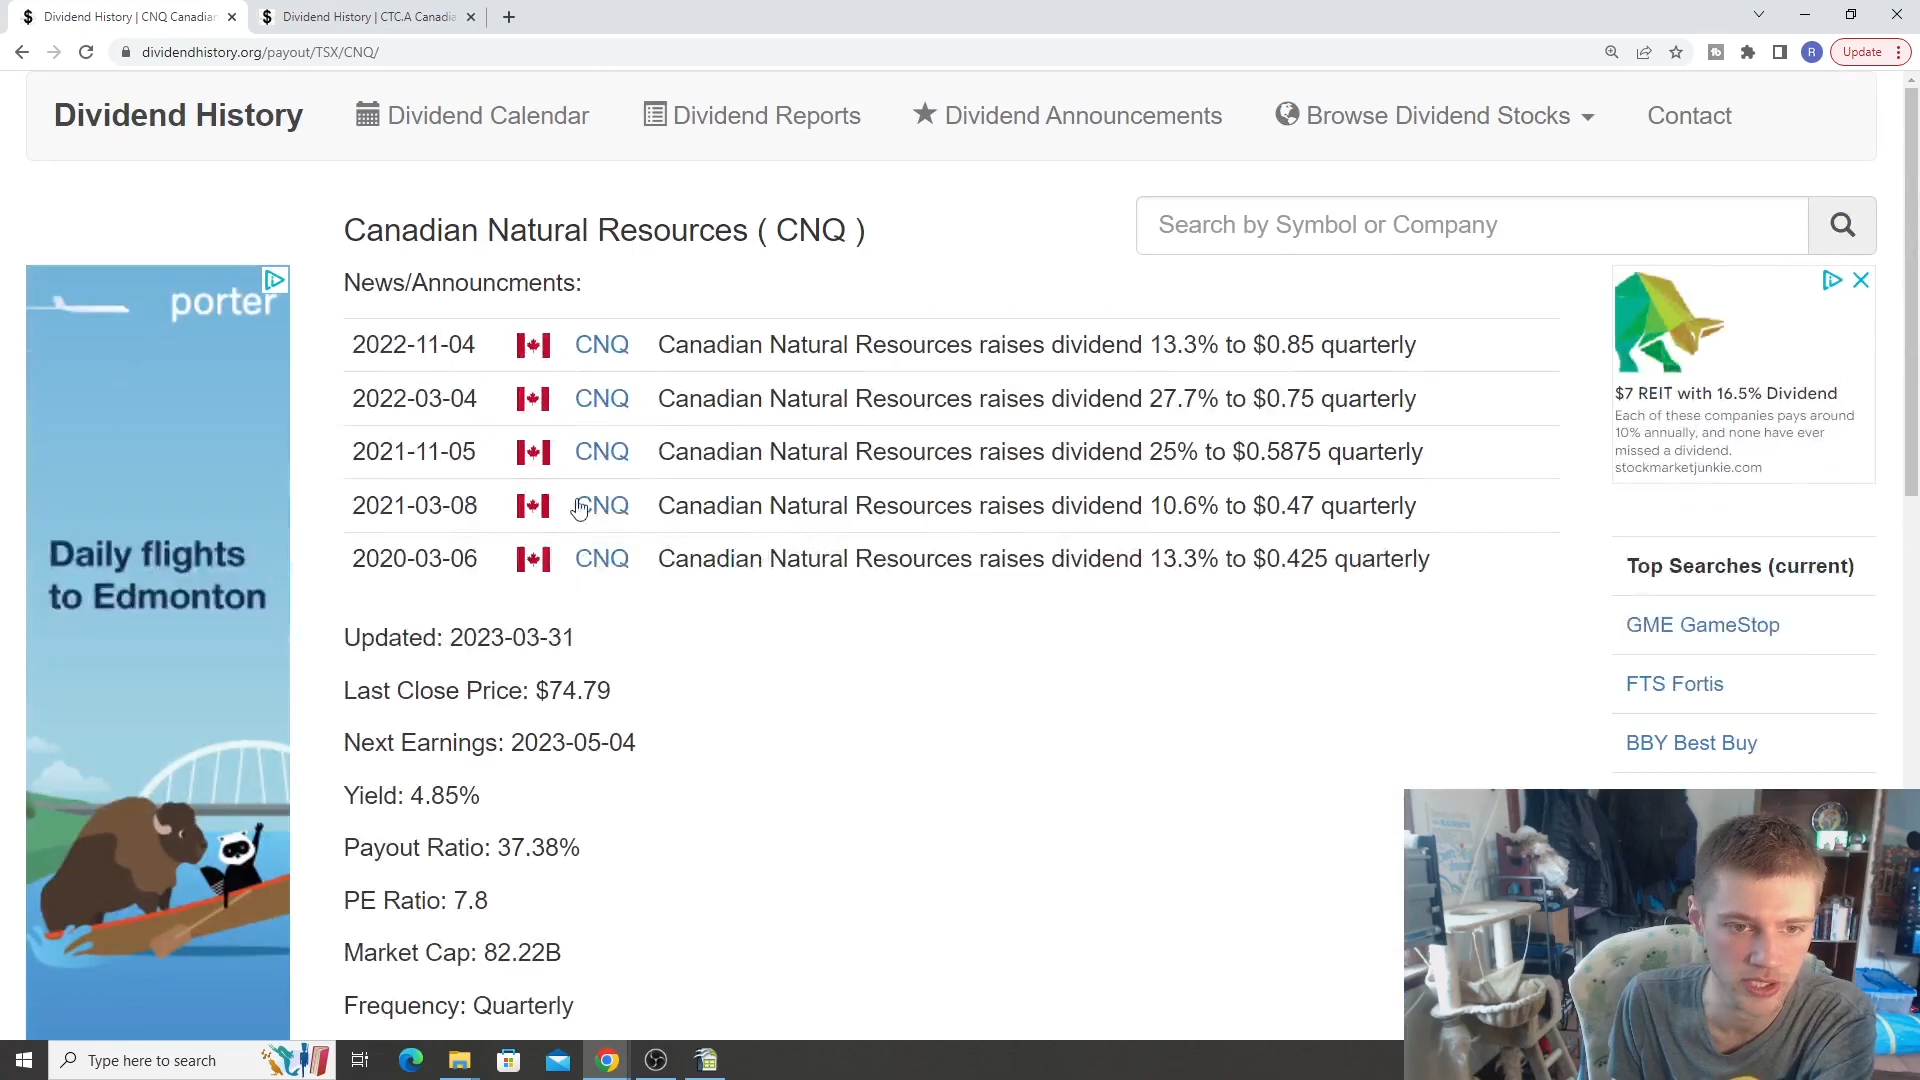 Dividend History | CNQ Canadian
Dividend History | CTC.A Canadia
dividendhistory.org/payout/TSX/CNQ/
R
Update
Dividend History
Dividend Calendar
Dividend Reports
Dividend Announcements
Browse Dividend Stocks
Contact
Canadian Natural Resources ( CNQ )
Search by Symbol or Company
News/Announcments:
2022-11-04 CNQ Canadian Natural Resources raises dividend 13.3% to $0.85 quarterly
2022-03-04 CNQ Canadian Natural Resources raises dividend 27.7% to $0.75 quarterly
2021-11-05 CNQ Canadian Natural Resources raises dividend 25% to $0.5875 quarterly
2021-03-08 CNQ Canadian Natural Resources raises dividend 10.6% to $0.47 quarterly
2020-03-06 CNQ Canadian Natural Resources raises dividend 13.3% to $0.425 quarterly
Updated: 2023-03-31
Last Close Price: $74.79
Next Earnings: 2023-05-04
Yield: 4.85%
Payout Ratio: 37.38%
PE Ratio: 7.8
Market Cap: 82.22B
Frequency: Quarterly
porter
Daily flights
to Edmonton
$7 REIT with 16.5% Dividend
Each of these companies pays around
10% annually, and none have ever
missed a dividend.
stockmarketjunkie.com
Top Searches (current)
GME GameStop
FTS Fortis
BBY Best Buy
Type here to search